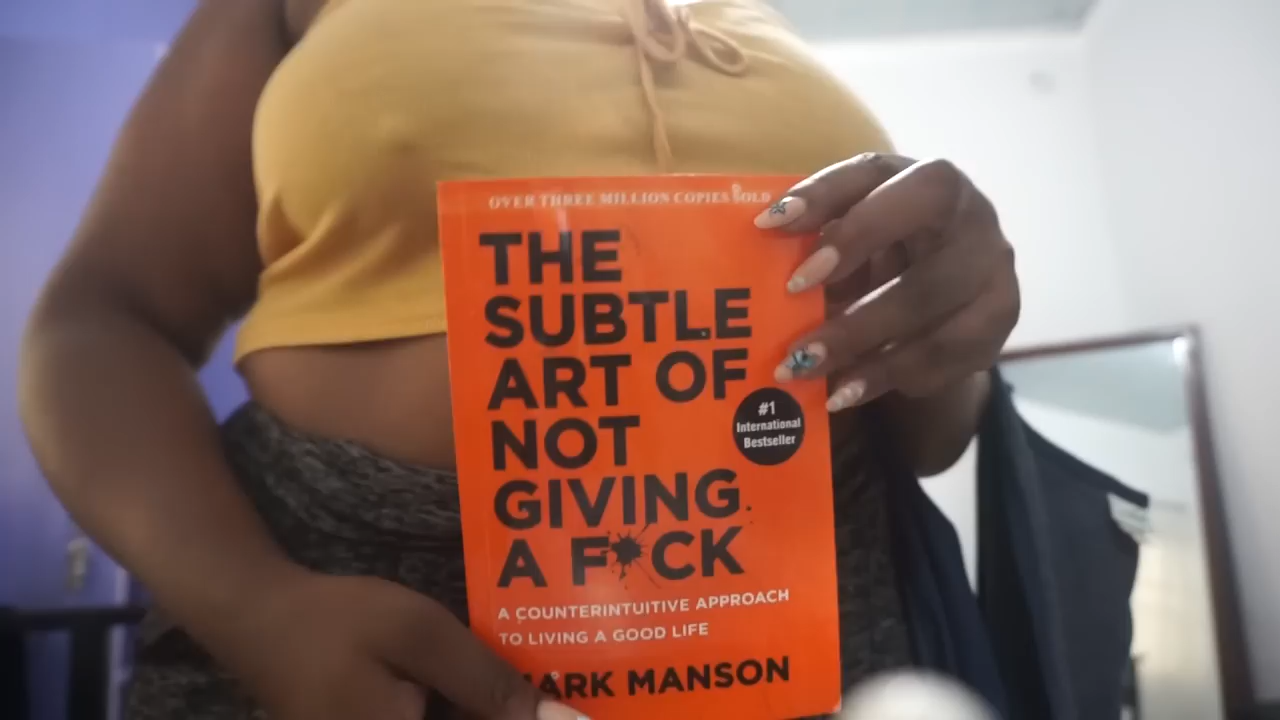 OVER THREE MILLION COPIES SOLD
THE
SUBTLE
ART OF
NOT
GIVING
A F*CK
#1
International
Bestseller
A COUNTERINTUITIVE APPROACH
TO LIVING A GOOD LIFE
MARK MANSON